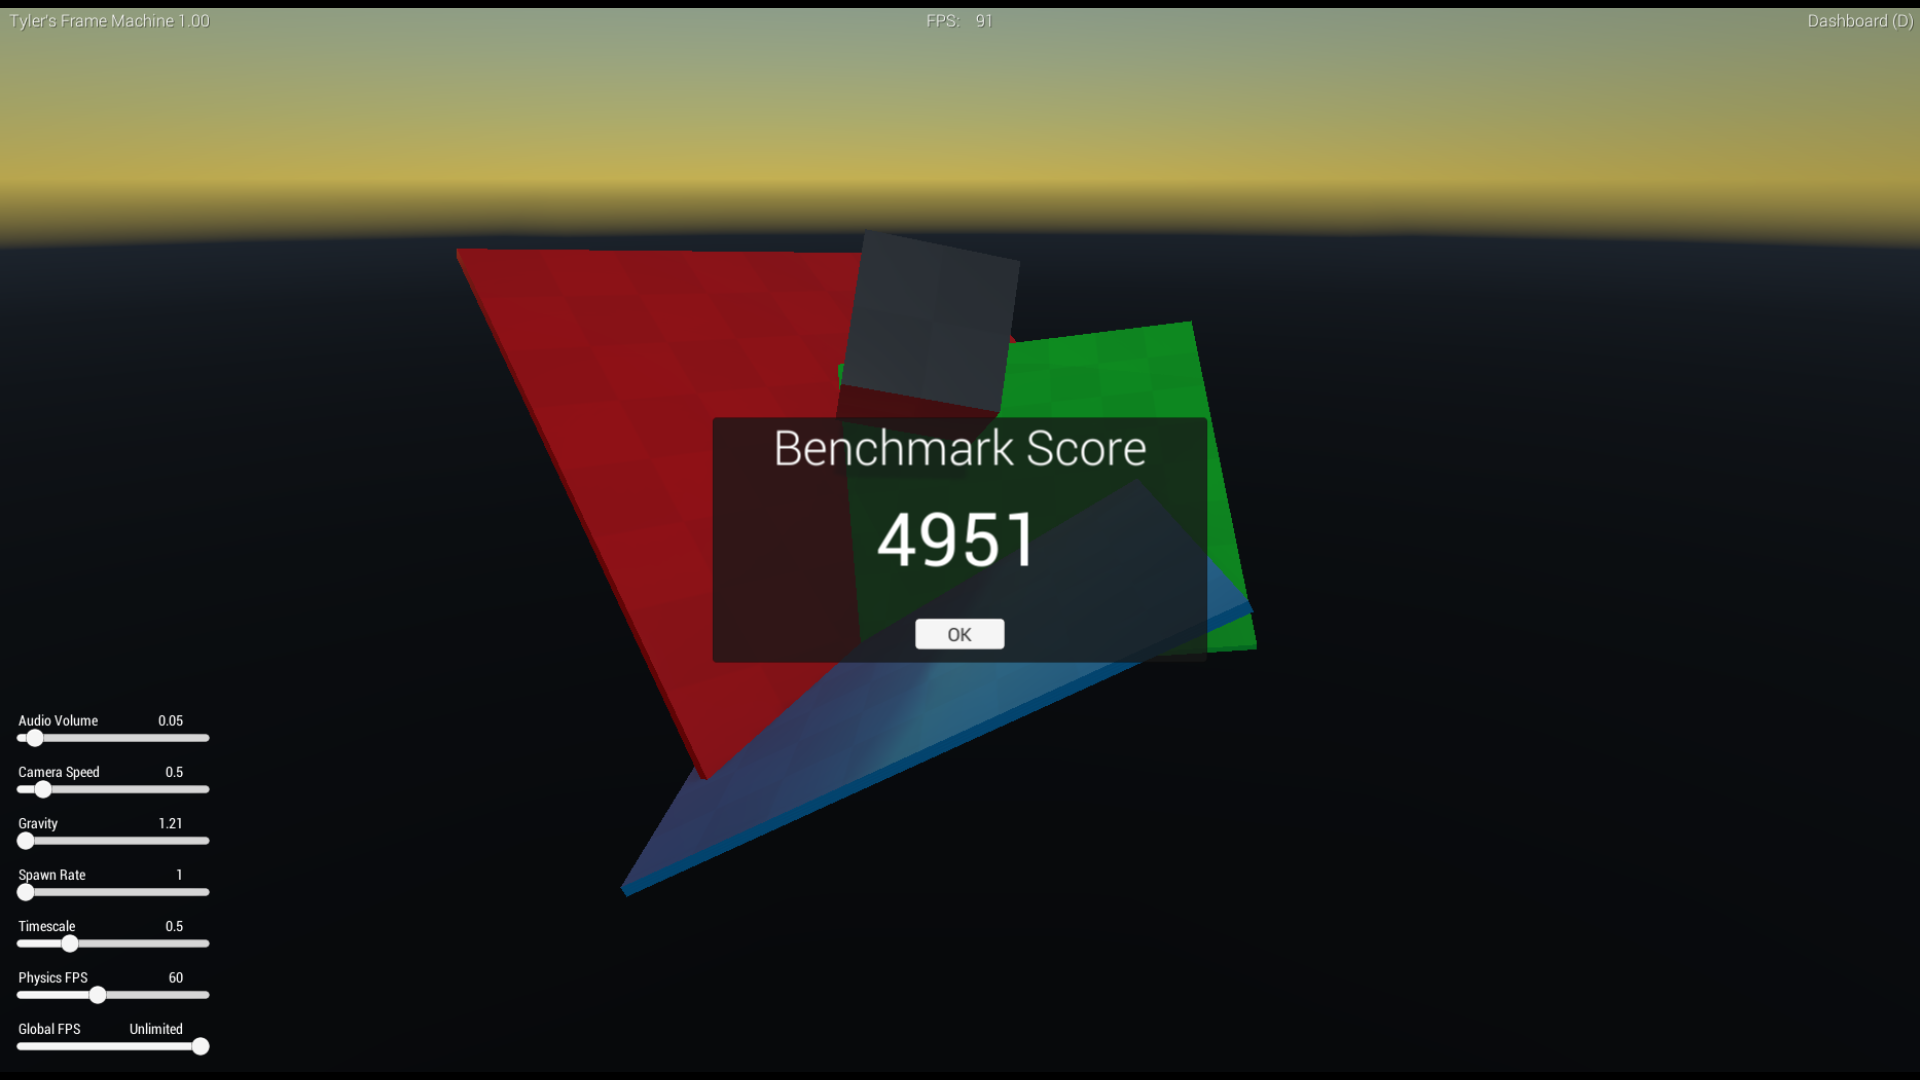 Tyler's Frame Machine 1.00
FPS: 91
Dashboard (D)
Benchmark Score
4951
OK
Audio Volume 0.05
Camera Speed 0.5
Gravity 1.21
Spawn Rate 1
Timescale 0.5
Physics FPS 60
Global FPS Unlimited